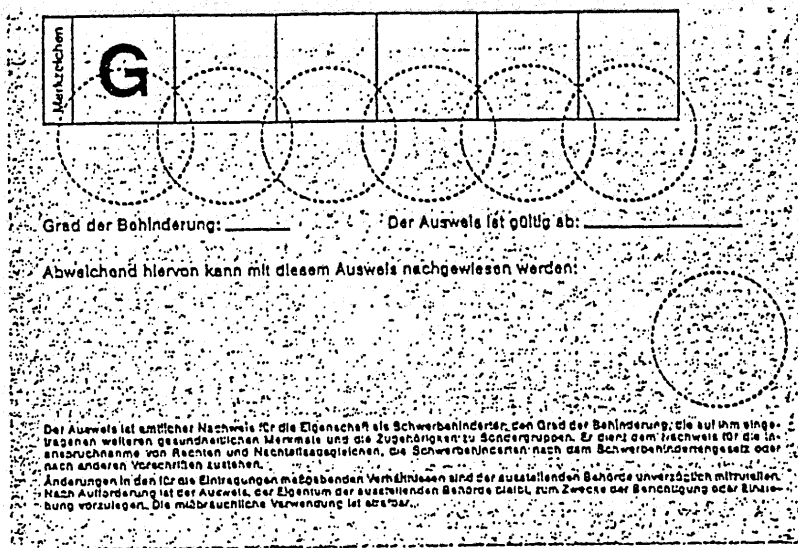 Merkzeichen
G
Grad der Behinderung: Der Ausweis ist gültig ab:
Abweichend hiervon kann mit diesem Ausweis nachgewiesen werden:
Der Ausweis ist amtlicher Nachweis für die Eigenschaft als Schwerbehinderter, den Grad der Behinderung, die auf ihm einge-
tragenen weiteren gesundheitlichen Merkmale und die Zugehörigkeit zu Sondergruppen. Er dient dem Nachweis für die In-
anspruchnahme von Rechten und Nachteilsausgleichen, die Schwerbehinderten nach dem Schwerbehindertengesetz oder
nach anderen Vorschriften zustehen.
Änderungen in den für die Eintragungen maßgebenden Verhältnissen sind der ausstellenden Behörde unverzüglich mitzuteilen.
Nach Aufforderung ist der Ausweis, der Eigentum der ausstellenden Behörde bleibt, zum Zwecke der Berichtigung oder Einzie-
hung vorzulegen. Die mißbräuchliche Verwendung ist strafbar.